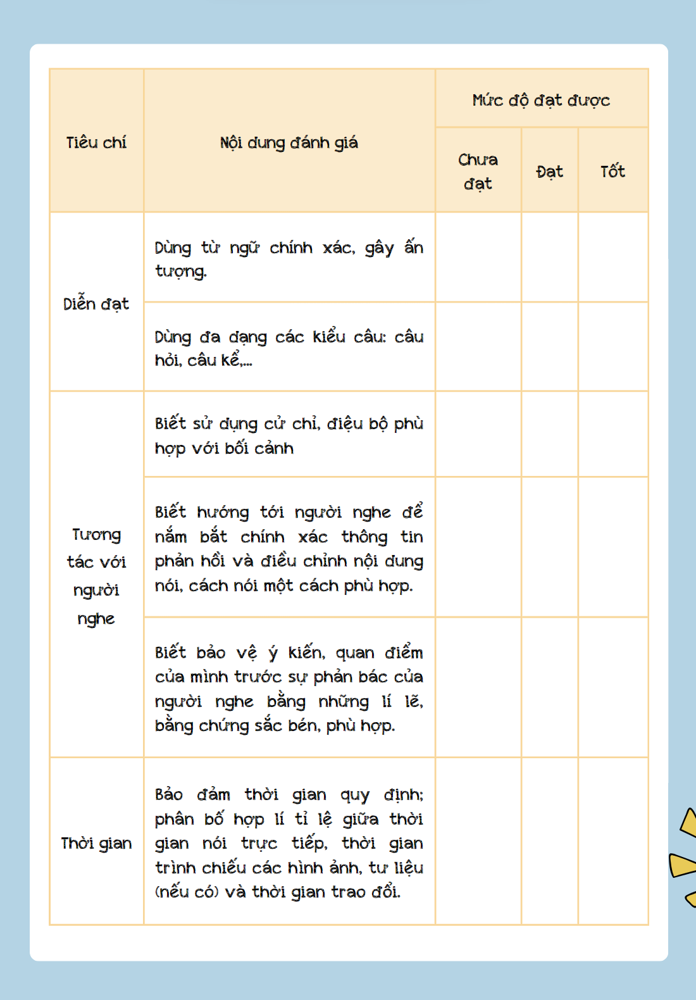 Tiêu chí
Nội dung đánh giá
Mức độ đạt được
Chưa
đạt
Đạt
Tốt
Diễn đạt
Dùng từ ngữ chính xác, gây ấn
tượng.
Dùng đa dạng các kiểu câu: câu
hỏi, câu kể,...
Tương
tác với
người
nghe
Biết sử dụng cử chỉ, điệu bộ phù
hợp với bối cảnh
Biết hướng tới người nghe để
nắm bắt chính xác thông tin
phản hồi và điều chỉnh nội dung
nói, cách nói một cách phù hợp.
Biết bảo vệ ý kiến, quan điểm
của mình trước sự phản bác của
người nghe bằng những lí lẽ,
bằng chứng sắc bén, phù hợp.
Thời gian
Bảo đảm thời gian quy định;
phân bố hợp lí tỉ lệ giữa thời
gian nói trực tiếp, thời gian
trình chiếu các hình ảnh, tư liệu
(nếu có) và thời gian trao đổi.